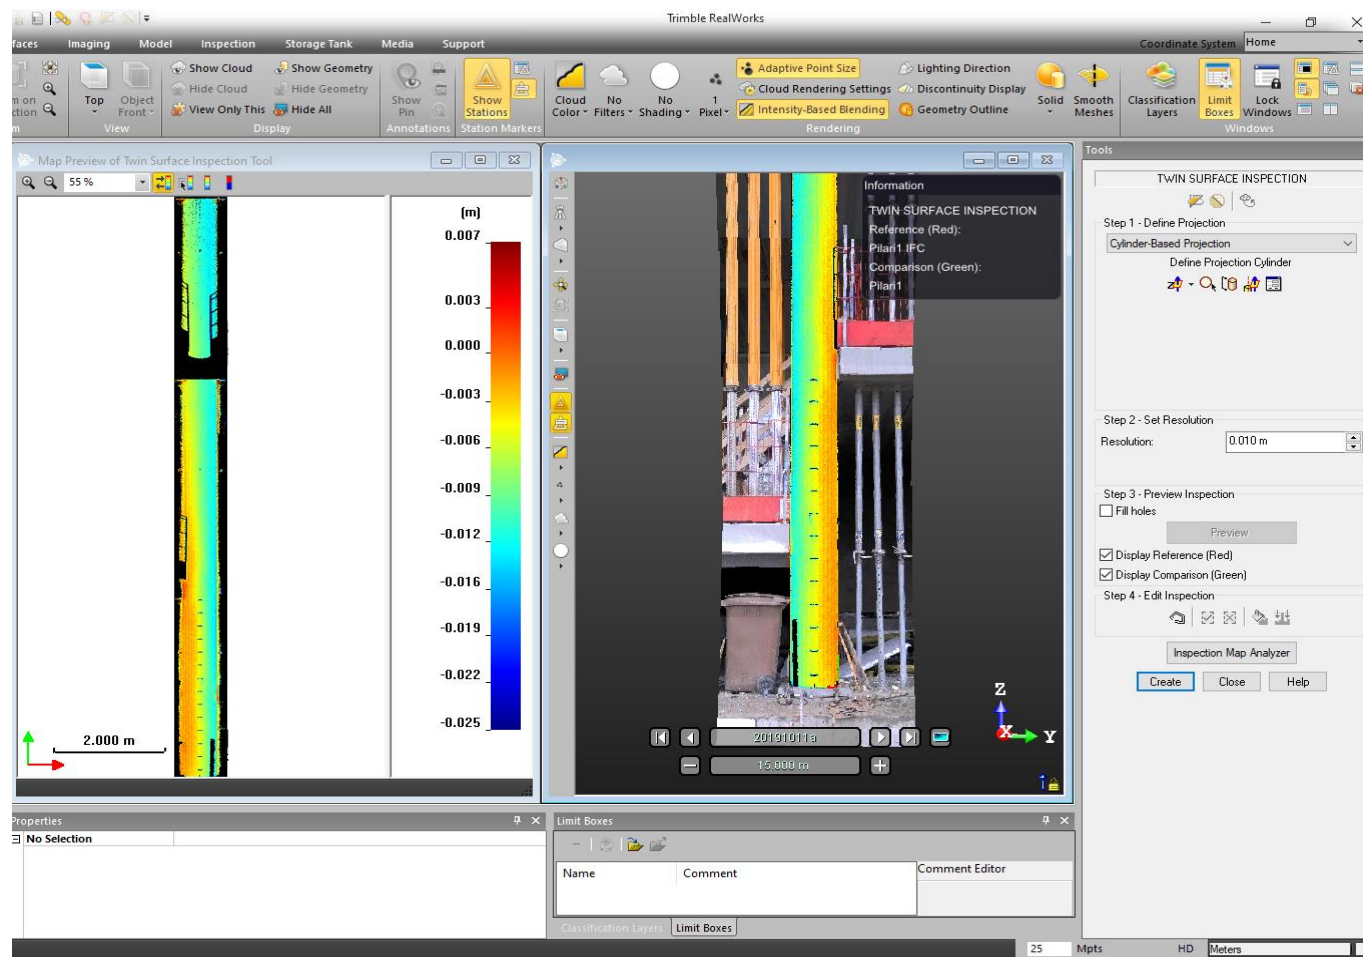 Trimble RealWorks
faces Imaging Model Inspection Storage Tank Media Support
Coordinate System Home
Show Cloud Show Geometry
Hide Cloud Hide Geometry
View Only This Hide All
Top Object Front
Show Pin Show Stations
Cloud Color No Filters No Shading 1 Pixel
Adaptive Point Size Lighting Direction
Cloud Rendering Settings Discontinuity Display
Intensity-Based Blending Geometry Outline
Solid Smooth Meshes Classification Layers Limit Boxes Lock Windows
View Display Annotations Station Markers Rendering Windows
Map Preview of Twin Surface Inspection Tool
55 %
(m)
0.007
0.003
0.000
-0.003
-0.006
-0.009
-0.012
-0.016
-0.019
-0.022
-0.025
2.000 m
Information
TWIN SURFACE INSPECTION
Reference (Red):
Pilari1 IFC
Comparison (Green):
Pilari1
Z
X Y
20191011a
15.000 m
1
Tools
TWIN SURFACE INSPECTION
Step 1 - Define Projection
Cylinder-Based Projection
Define Projection Cylinder
Step 2 - Set Resolution
Resolution: 0.010 m
Step 3 - Preview Inspection
Fill holes
Preview
Display Reference (Red)
Display Comparison (Green)
Step 4 - Edit Inspection
Inspection Map Analyzer
Create Close Help
Properties
No Selection
Limit Boxes
Name Comment
Comment Editor
Classification Layers Limit Boxes
25 Mpts HD Meters